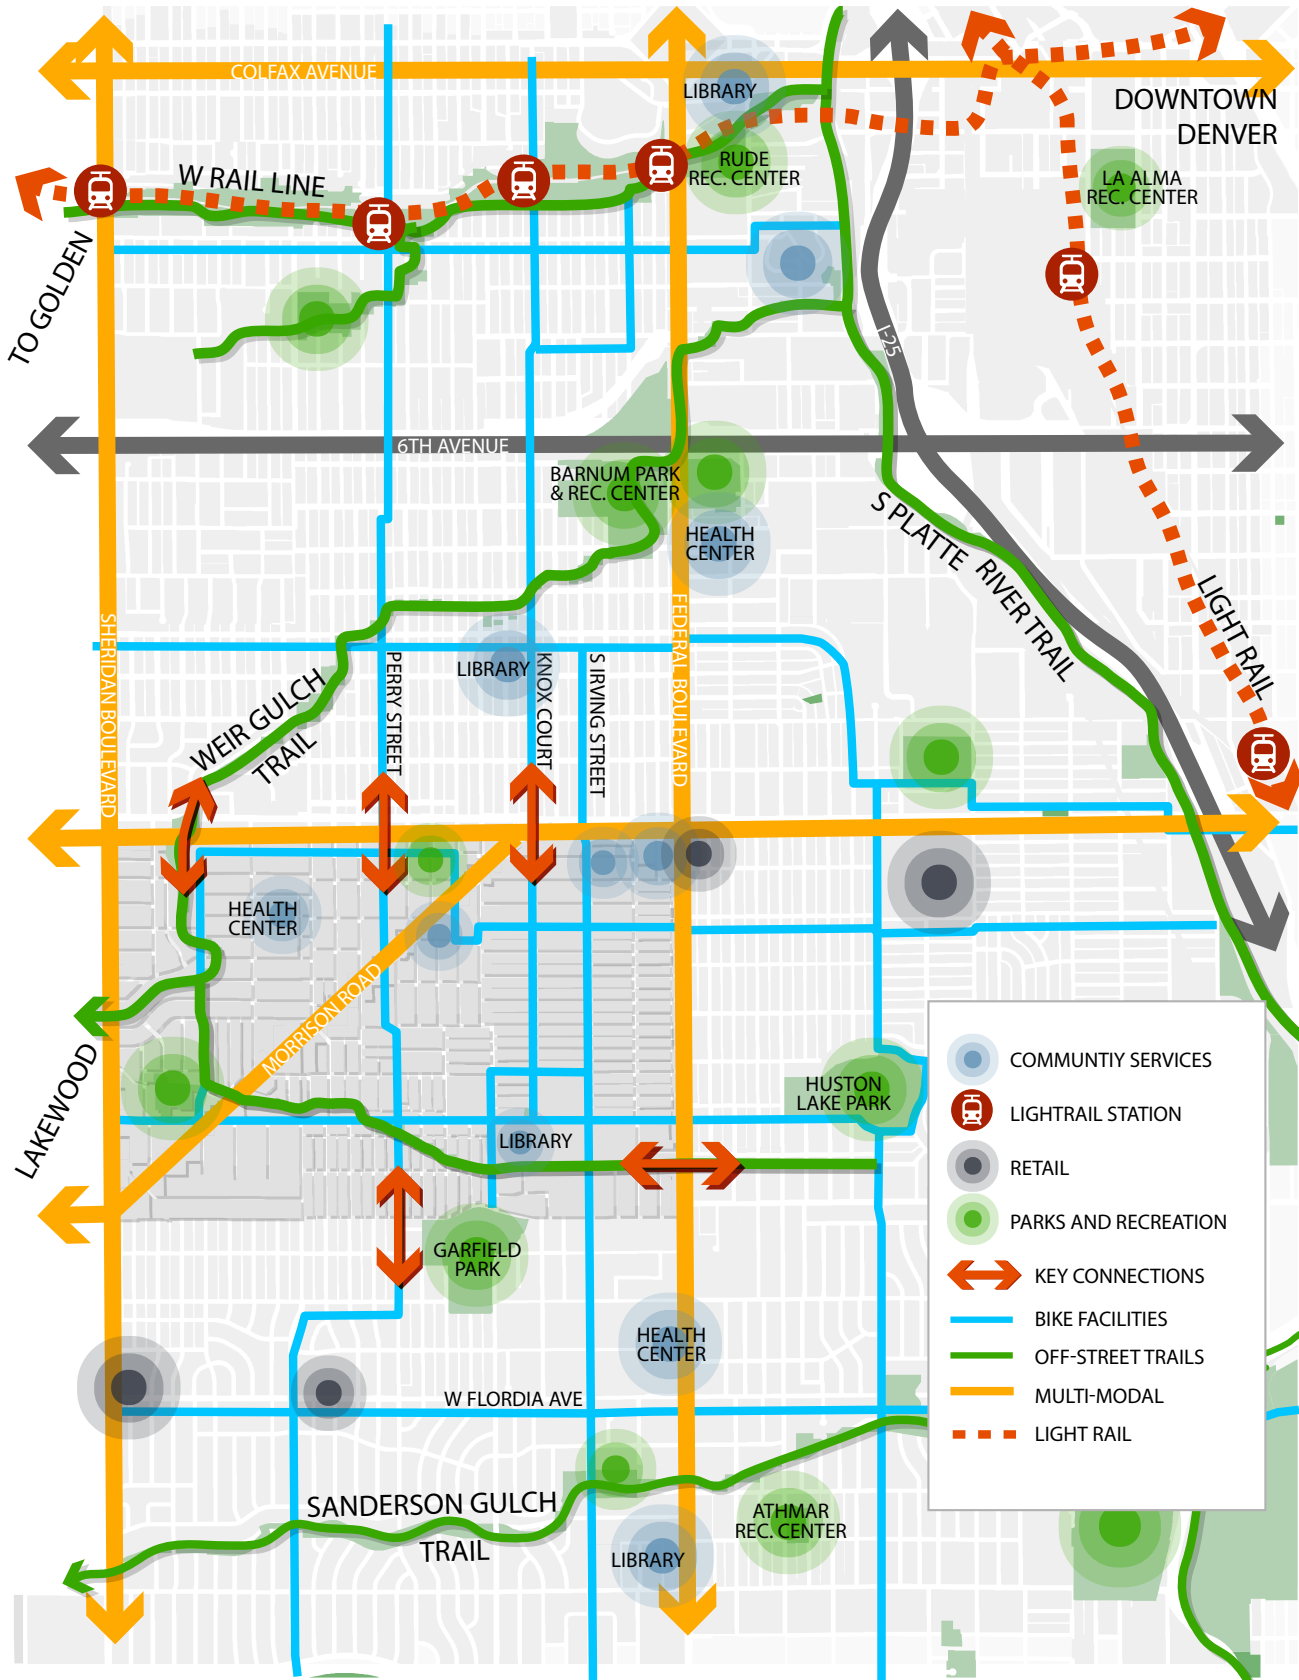 COLFAX AVENUE
LIBRARY
DOWNTOWN
DENVER
W RAIL LINE
RUDE
REC. CENTER
LA ALMA
REC. CENTER
TO GOLDEN
I-25
6TH AVENUE
BARNUM PARK
& REC. CENTER
HEALTH
CENTER
S PLATTE RIVER TRAIL
LIGHT RAIL
SHERIDAN BOULEVARD
FEDERAL BOULEVARD
LIBRARY
PERRY STREET
KNOX COURT
S IRVING STREET
WEIR GULCH
TRAIL
HEALTH
CENTER
MORRISON ROAD
LAKEWOOD
HUSTON
LAKE PARK
LIBRARY
GARFIELD
PARK
HEALTH
CENTER
W FLORDIA AVE
SANDERSON GULCH
TRAIL
ATHMAR
REC. CENTER
LIBRARY
COMMUNTIY SERVICES
LIGHTRAIL STATION
RETAIL
PARKS AND RECREATION
KEY CONNECTIONS
BIKE FACILITIES
OFF-STREET TRAILS
MULTI-MODAL
LIGHT RAIL